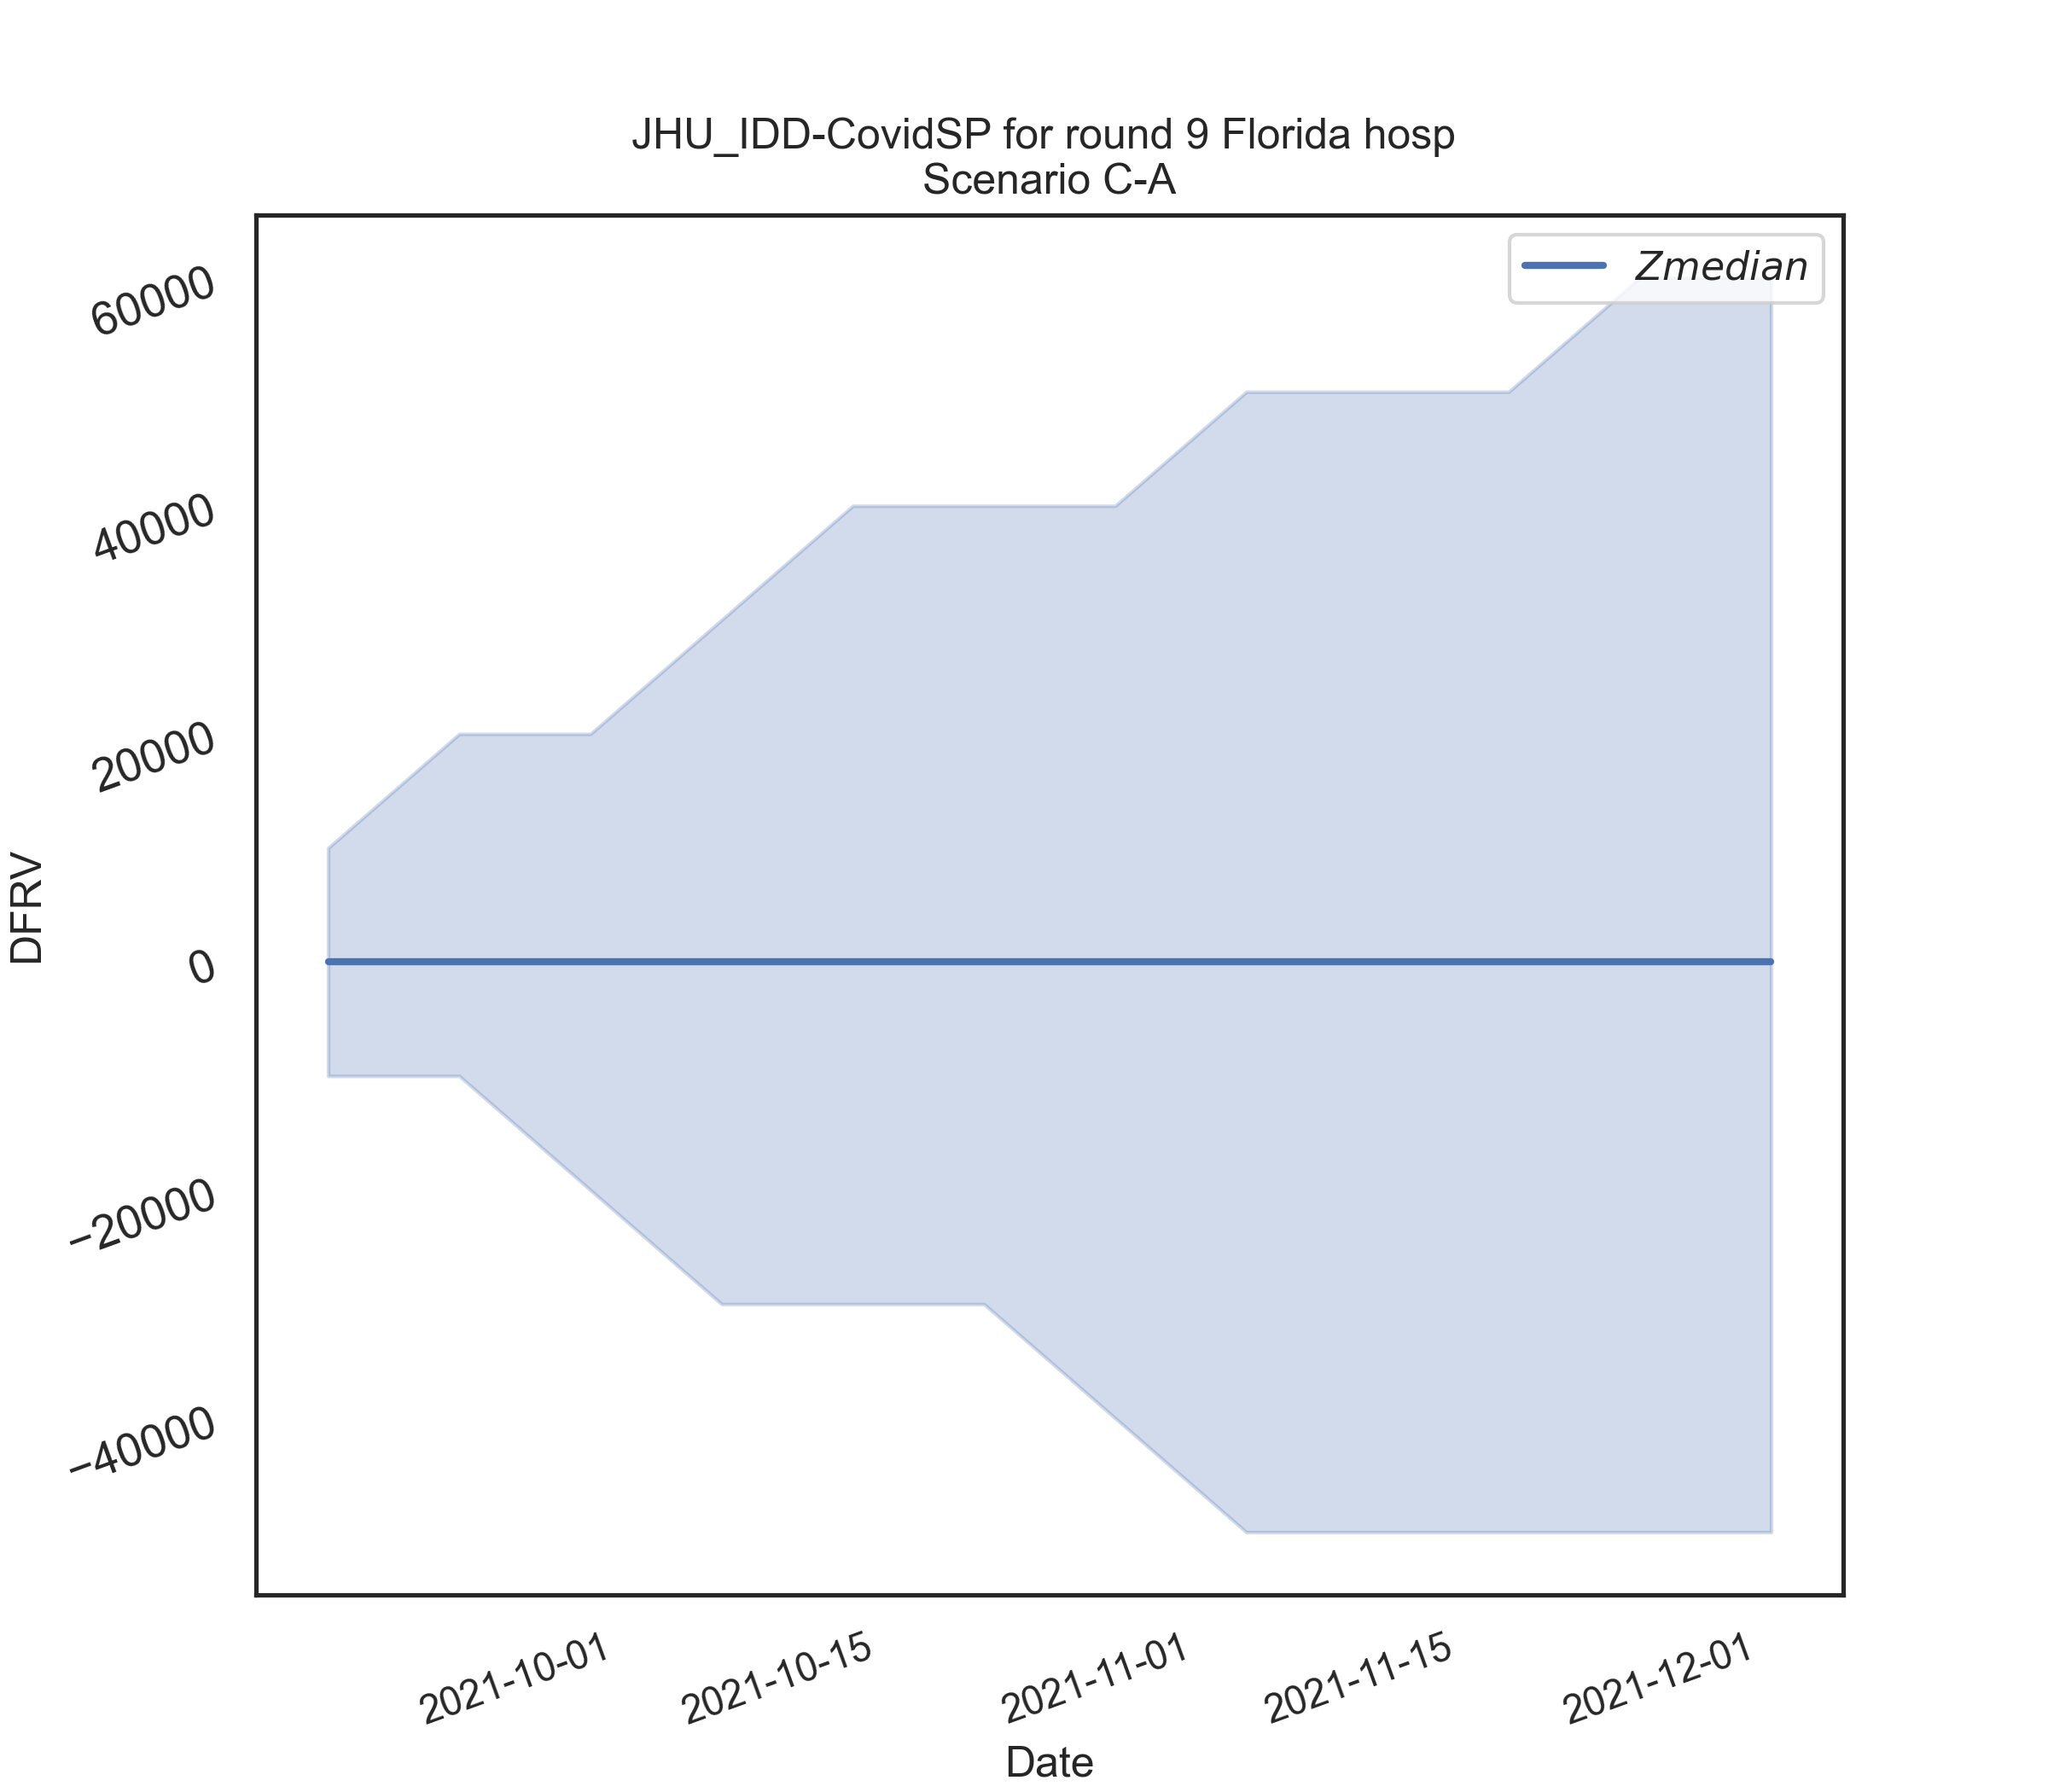 JHU_IDD-CovidSP for round 9 Florida hosp
Scenario C-A
Zmedian
60000
40000
20000
0
−20000
−40000
DFRV
2021-10-01
2021-10-15
2021-11-01
2021-11-15
2021-12-01
Date